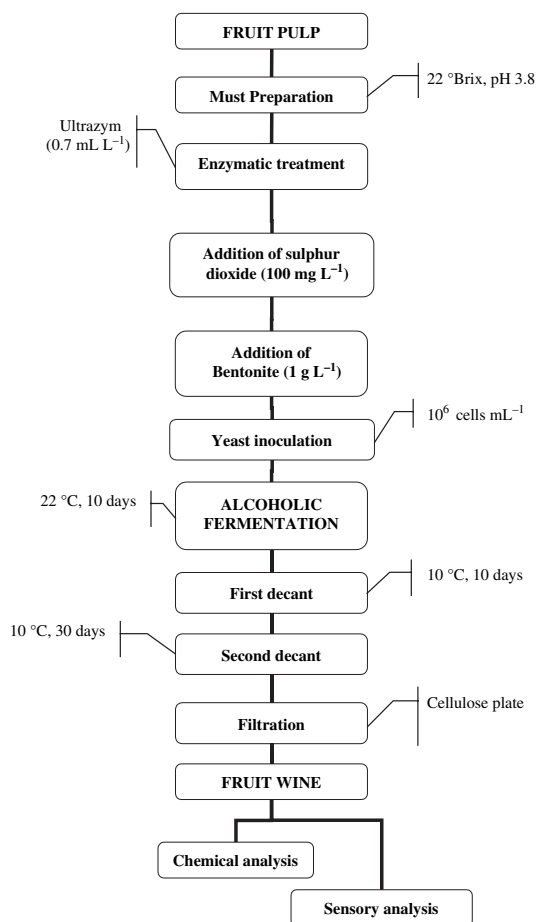 FRUIT PULP
Must Preparation
22 °Brix, pH 3.8
Ultrazym
(0.7 mL L⁻¹)
Enzymatic treatment
Addition of sulphur
dioxide (100 mg L⁻¹)
Addition of
Bentonite (1 g L⁻¹)
Yeast inoculation
10⁶ cells mL⁻¹
22 °C, 10 days
ALCOHOLIC
FERMENTATION
First decant
10 °C, 10 days
10 °C, 30 days
Second decant
Filtration
Cellulose plate
FRUIT WINE
Chemical analysis
Sensory analysis